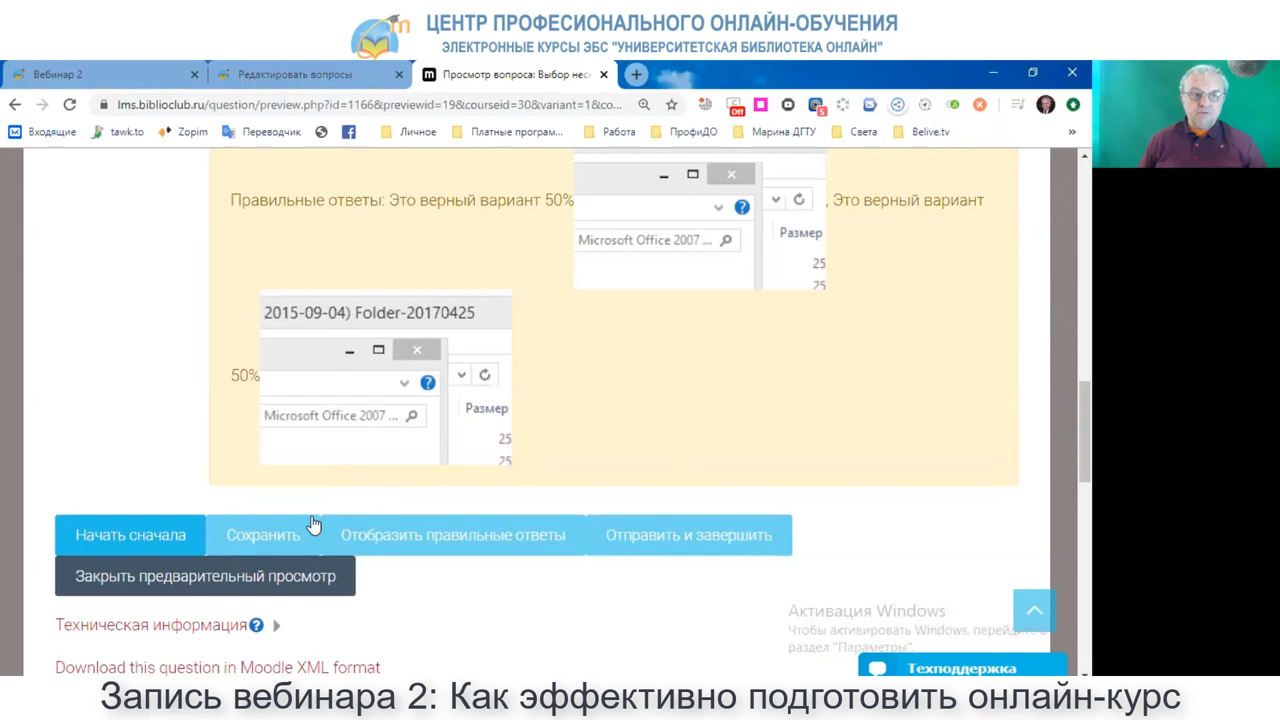 ЦЕНТР ПРОФЕСИОНАЛЬНОГО ОНЛАЙН-ОБУЧЕНИЯ
ЭЛЕКТРОННЫЕ КУРСЫ ЭБС "УНИВЕРСИТЕТСКАЯ БИБЛИОТЕКА ОНЛАЙН"
Вебинар 2
Редактировать вопросы
Просмотр вопроса: Выбор нес
lms.biblioclub.ru/question/preview.php?id=1166&previewid=19&courseid=30&variant=1&co...
Off
5
Входящие
tawk.to
Zopim
Переводчик
Личное
Платные програм...
Работа
ПрофиДО
Марина ДГТУ
Света
Belive.tv
Правильные ответы: Это верный вариант 50%
, Это верный вариант
Microsoft Office 2007 ...
Размер
25
25
2015-09-04) Folder-20170425
50%
Microsoft Office 2007 ...
Размер
25
25
Начать сначала
Сохранить
Отобразить правильные ответы
Отправить и завершить
Закрыть предварительный просмотр
Активация Windows
Чтобы активировать Windows, перейдите в
раздел "Параметры".
Техническая информация
Download this question in Moodle XML format
Техподдержка
Запись вебинара 2: Как эффективно подготовить онлайн-курс